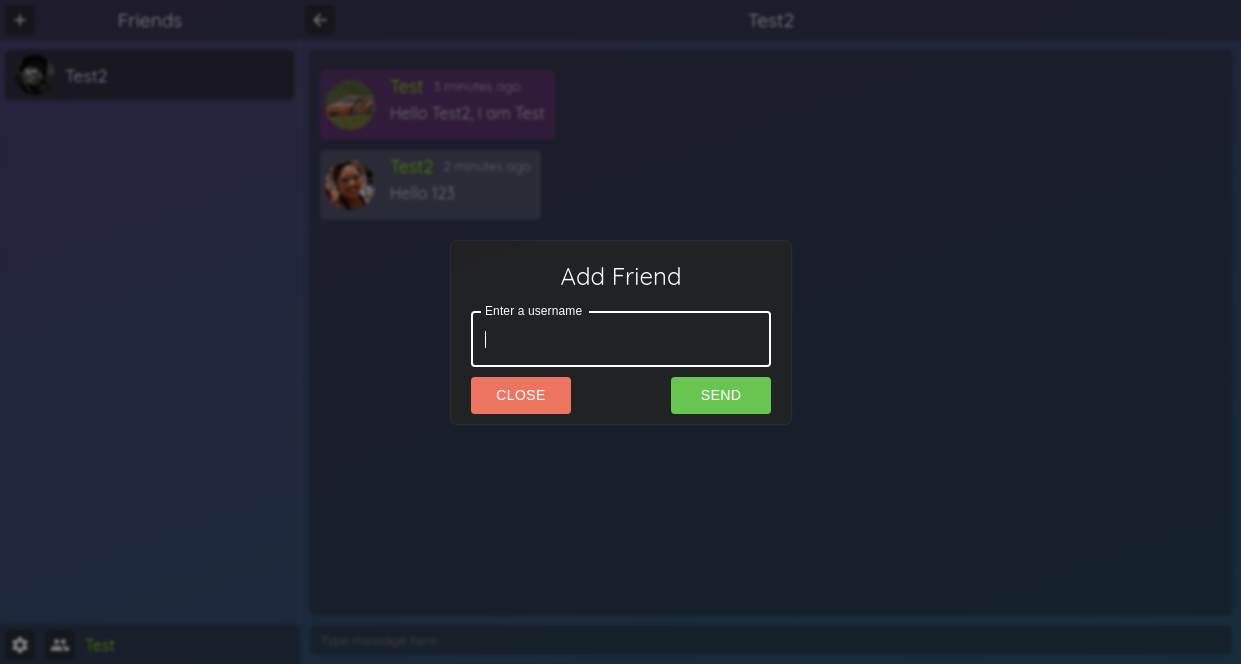 Friends
Test2
Test2
Test 3 minutes ago
Hello Test2, I am Test
Test2 2 minutes ago
Hello 123
Add Friend
Enter a username
CLOSE SEND
Test
Type message here